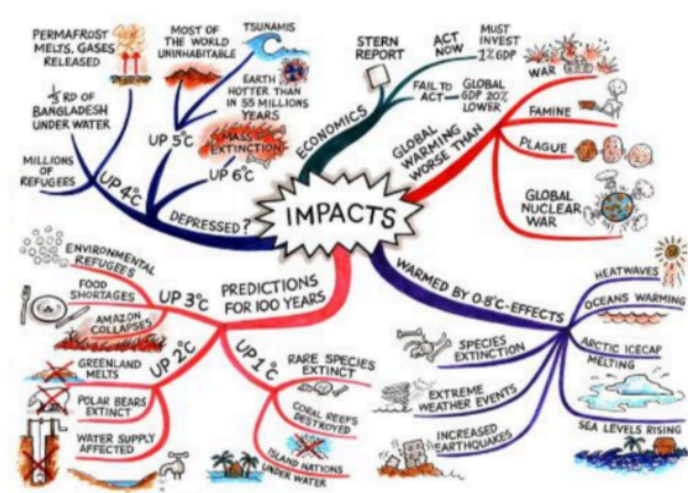 PERMAFROST
MELTS, GASES
RELEASED
MOST OF
THE WORLD
UNINHABITABLE
TSUNAMIS
EARTH
HOTTER THAN
IN 55 MILLIONS
YEARS
1/3 RD OF
BANGLADESH
UNDER WATER
MILLIONS
OF
REFUGEES
UP 4°C
UP 5°C
MASS
EXTINCTION
UP 6°C
DEPRESSED?
STERN
REPORT
ECONOMICS
ACT
NOW
MUST
INVEST
1% GDP
FAIL TO
ACT
GLOBAL
GDP 20%
LOWER
GLOBAL
WARMING
WORSE THAN
WAR
FAMINE
PLAGUE
GLOBAL
NUCLEAR
WAR
IMPACTS
PREDICTIONS
FOR 100 YEARS
UP 3°C
ENVIRONMENTAL
REFUGEES
FOOD
SHORTAGES
AMAZON
COLLAPSES
UP 2°C
GREENLAND
MELTS
POLAR BEARS
EXTINCT
WATER SUPPLY
AFFECTED
UP 1°C
RARE SPECIES
EXTINCT
CORAL REEFS
DESTROYED
ISLAND NATIONS
UNDER WATER
WARMED BY 0.8°C-EFFECTS
HEATWAVES
OCEANS WARMING
ARCTIC ICECAP
MELTING
SEA LEVELS RISING
SPECIES
EXTINCTION
EXTREME
WEATHER EVENTS
INCREASED
EARTHQUAKES